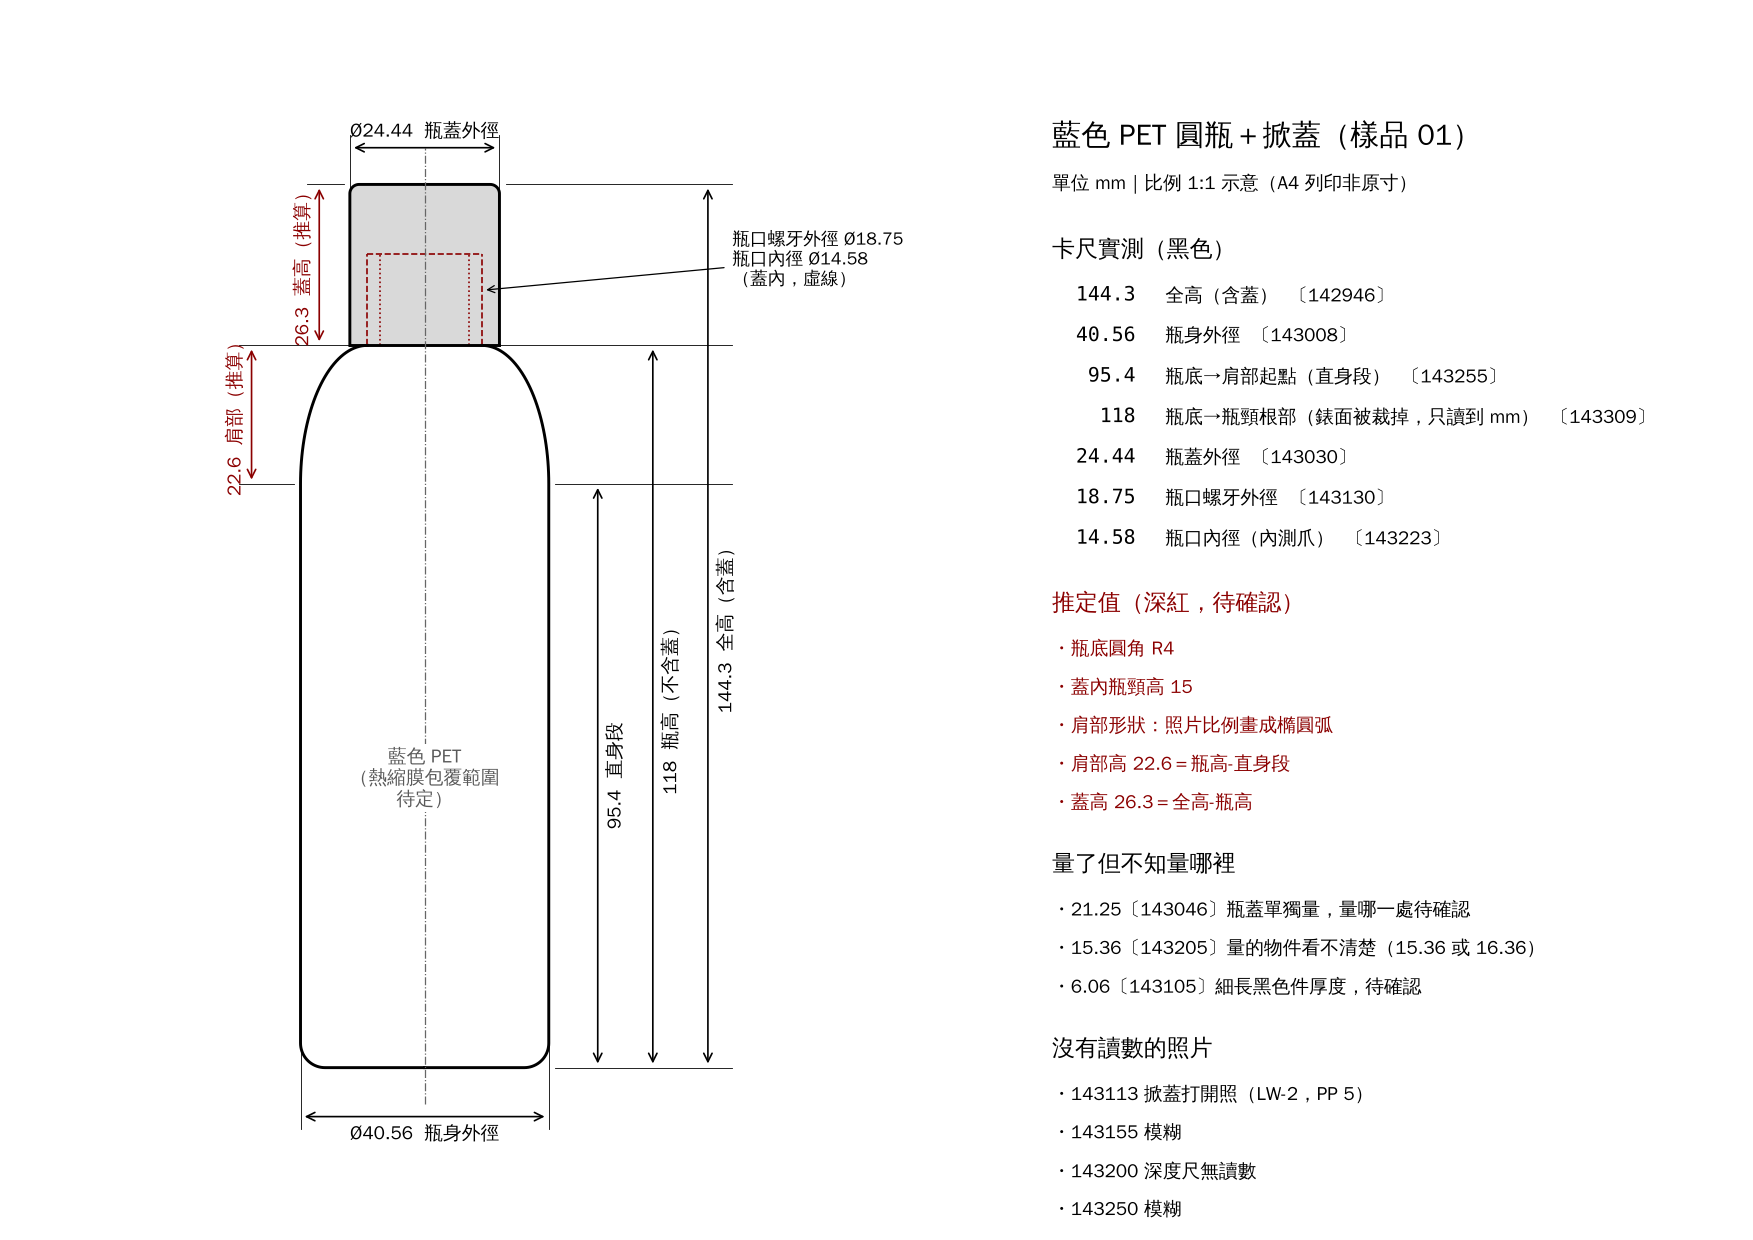 Ø24.44 瓶蓋外徑
26.3 蓋高（推算）
22.6 肩部（推算）
瓶口螺牙外徑 Ø18.75
瓶口內徑 Ø14.58
（蓋內，虛線）
144.3 全高（含蓋）
118 瓶高（不含蓋）
95.4 直身段
藍色 PET
（熱縮膜包覆範圍
待定）
Ø40.56 瓶身外徑
藍色 PET 圓瓶＋掀蓋（樣品 01）
單位 mm | 比例 1:1 示意（A4 列印非原寸）
卡尺實測（黑色）
144.3 全高（含蓋）〔142946〕
40.56 瓶身外徑 〔143008〕
95.4 瓶底→肩部起點（直身段）〔143255〕
118 瓶底→瓶頸根部（錶面被裁掉，只讀到 mm）〔143309〕
24.44 瓶蓋外徑 〔143030〕
18.75 瓶口螺牙外徑 〔143130〕
14.58 瓶口內徑（內測爪）〔143223〕
推定值（深紅，待確認）
・瓶底圓角 R4
・蓋內瓶頸高 15
・肩部形狀：照片比例畫成橢圓弧
・肩部高 22.6＝瓶高-直身段
・蓋高 26.3＝全高-瓶高
量了但不知量哪裡
・21.25〔143046〕瓶蓋單獨量，量哪一處待確認
・15.36〔143205〕量的物件看不清楚（15.36 或 16.36）
・6.06〔143105〕細長黑色件厚度，待確認
沒有讀數的照片
・143113 掀蓋打開照（LW-2，PP 5）
・143155 模糊
・143200 深度尺無讀數
・143250 模糊